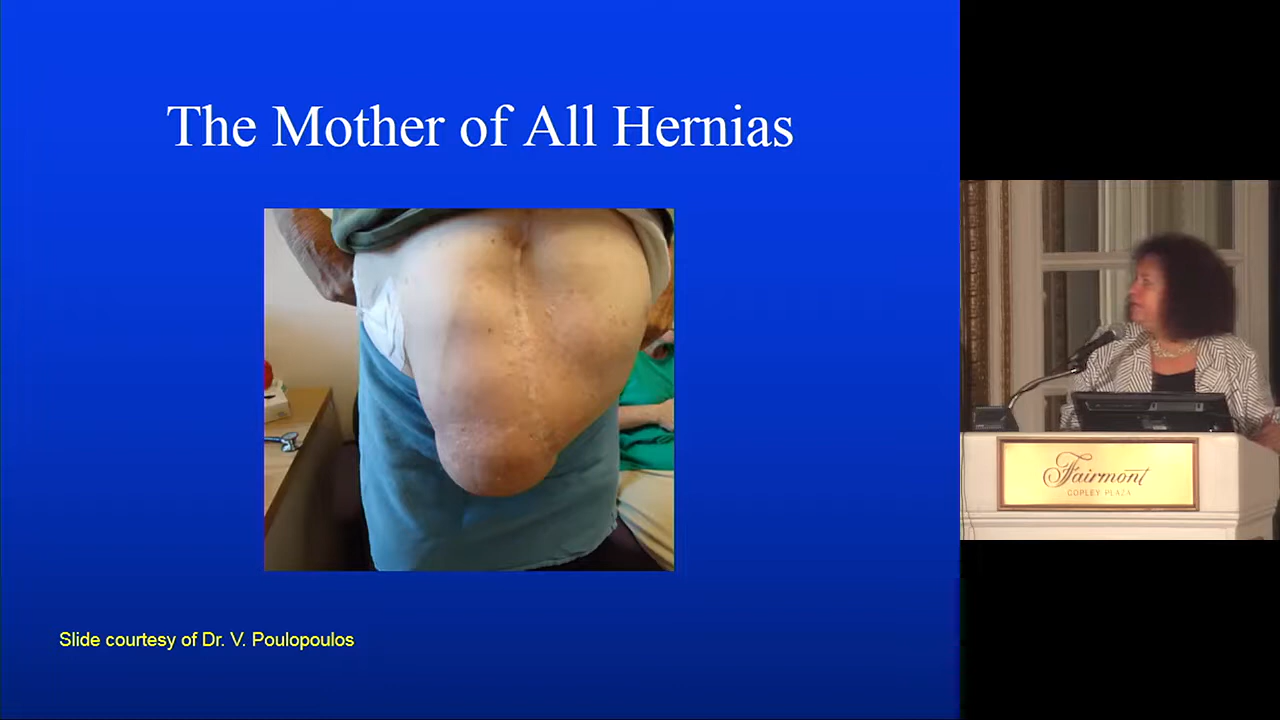 The Mother of All Hernias
Slide courtesy of Dr. V. Poulopoulos
Fairmont
COPLEY PLAZA